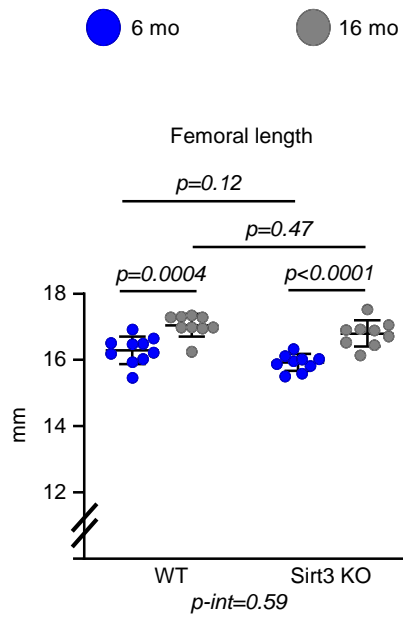 6 mo 16 mo
Femoral length
p=0.12
p=0.47
p=0.0004 p<0.0001
18
16
14
12
mm
WT Sirt3 KO
p-int=0.59